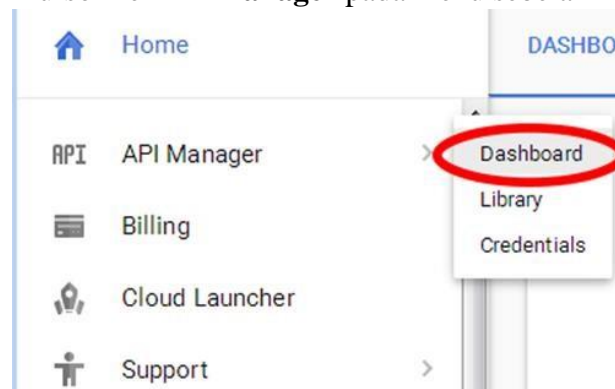 Home
DASHBO
API API Manager
Dashboard
Library
Billing
Credentials
Cloud Launcher
Support